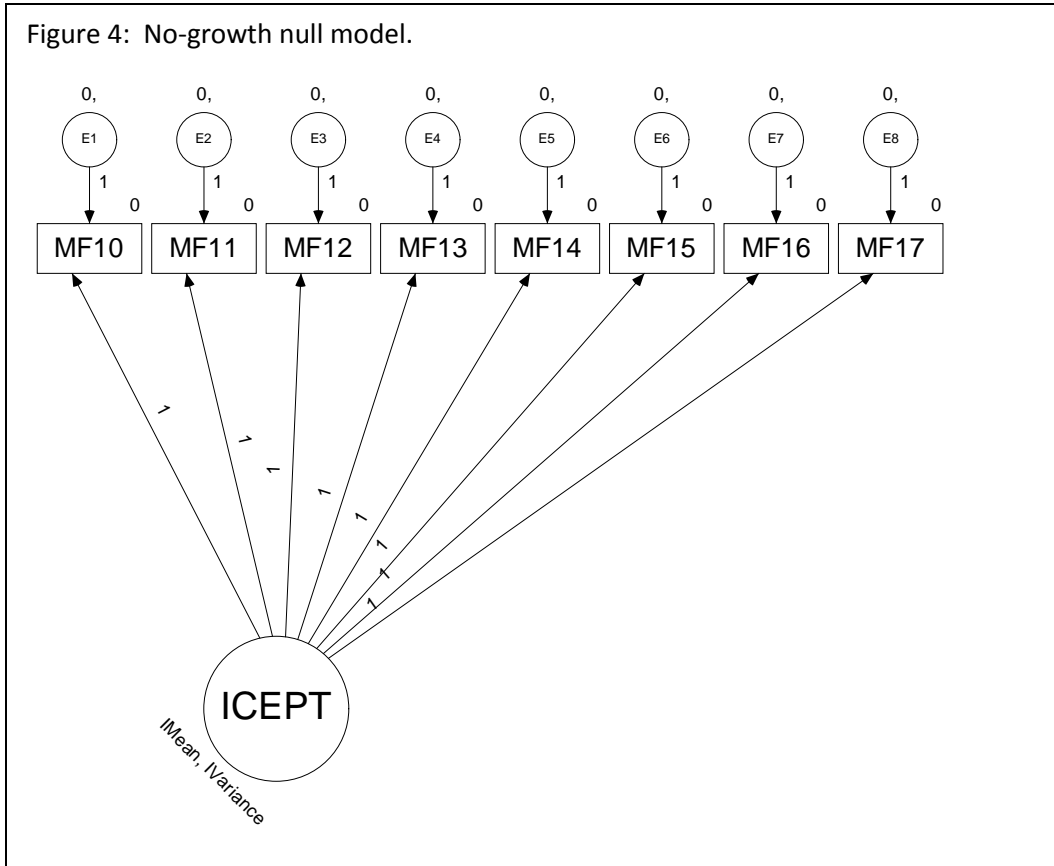 Figure 4: No-growth null model.
0, 0, 0, 0, 0, 0, 0, 0,
E1 E2 E3 E4 E5 E6 E7 E8
1 1 1 1 1 1 1 1
0 0 0 0 0 0 0 0
MF10 MF11 MF12 MF13 MF14 MF15 MF16 MF17
1
1
1
1
1
1
1
1
ICEPT
IMean, IVariance